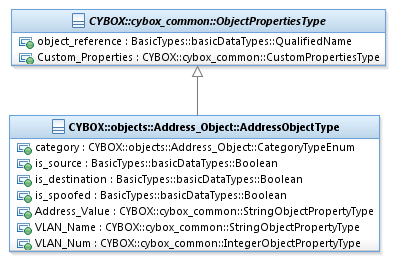 CYBOX::cybox_common::ObjectPropertiesType
object_reference : BasicTypes::basicDataTypes::QualifiedName
Custom_Properties : CYBOX::cybox_common::CustomPropertiesType
CYBOX::objects::Address_Object::AddressObjectType
category : CYBOX::objects::Address_Object::CategoryTypeEnum
is_source : BasicTypes::basicDataTypes::Boolean
is_destination : BasicTypes::basicDataTypes::Boolean
is_spoofed : BasicTypes::basicDataTypes::Boolean
Address_Value : CYBOX::cybox_common::StringObjectPropertyType
VLAN_Name : CYBOX::cybox_common::StringObjectPropertyType
VLAN_Num : CYBOX::cybox_common::IntegerObjectPropertyType